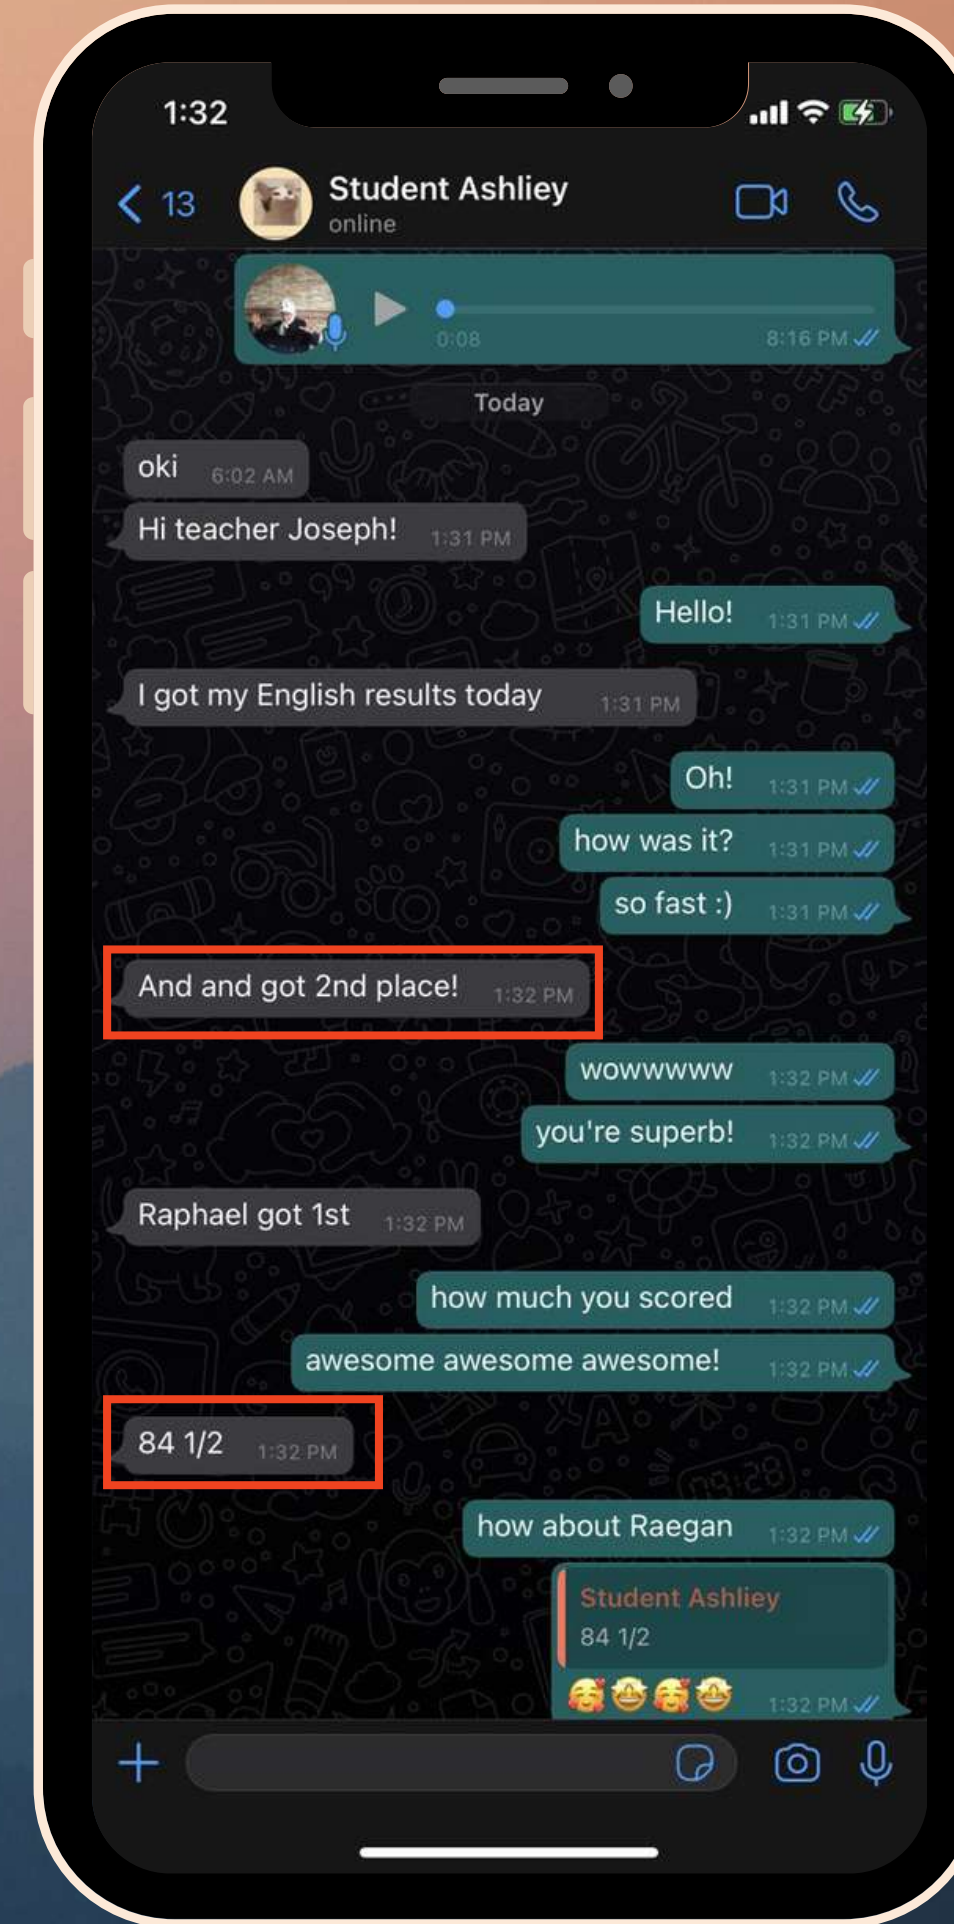 1:32
13
Student Ashliey
online
0:08
8:16 PM
Today
oki 6:02 AM
Hi teacher Joseph! 1:31 PM
Hello! 1:31 PM
I got my English results today 1:31 PM
Oh! 1:31 PM
how was it? 1:31 PM
so fast :) 1:31 PM
And and got 2nd place! 1:32 PM
wowwwww 1:32 PM
you're superb! 1:32 PM
Raphael got 1st 1:32 PM
how much you scored 1:32 PM
awesome awesome awesome! 1:32 PM
84 1/2 1:32 PM
how about Raegan 1:32 PM
Student Ashliey
84 1/2
🥰🤩🥰🤩 1:32 PM